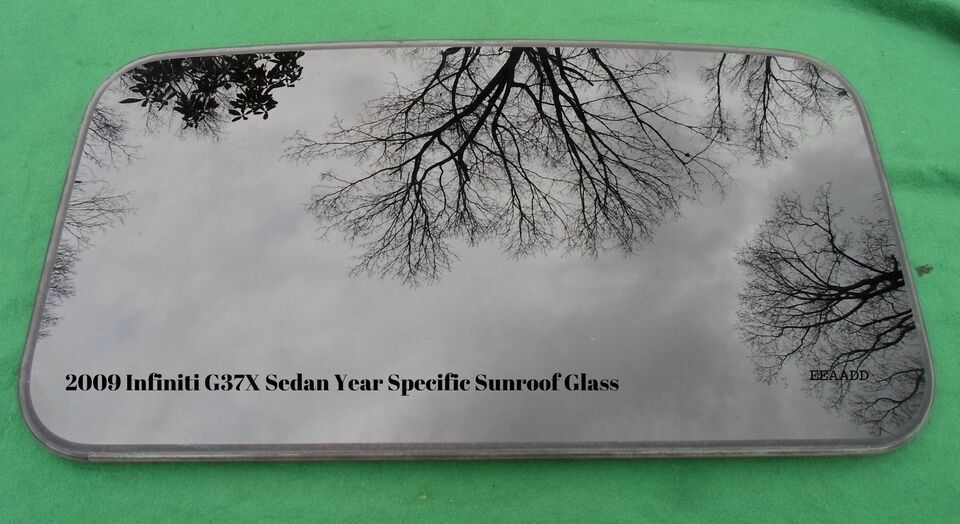 2009 Infiniti G37X Sedan Year Specific Sunroof Glass
EEAADD